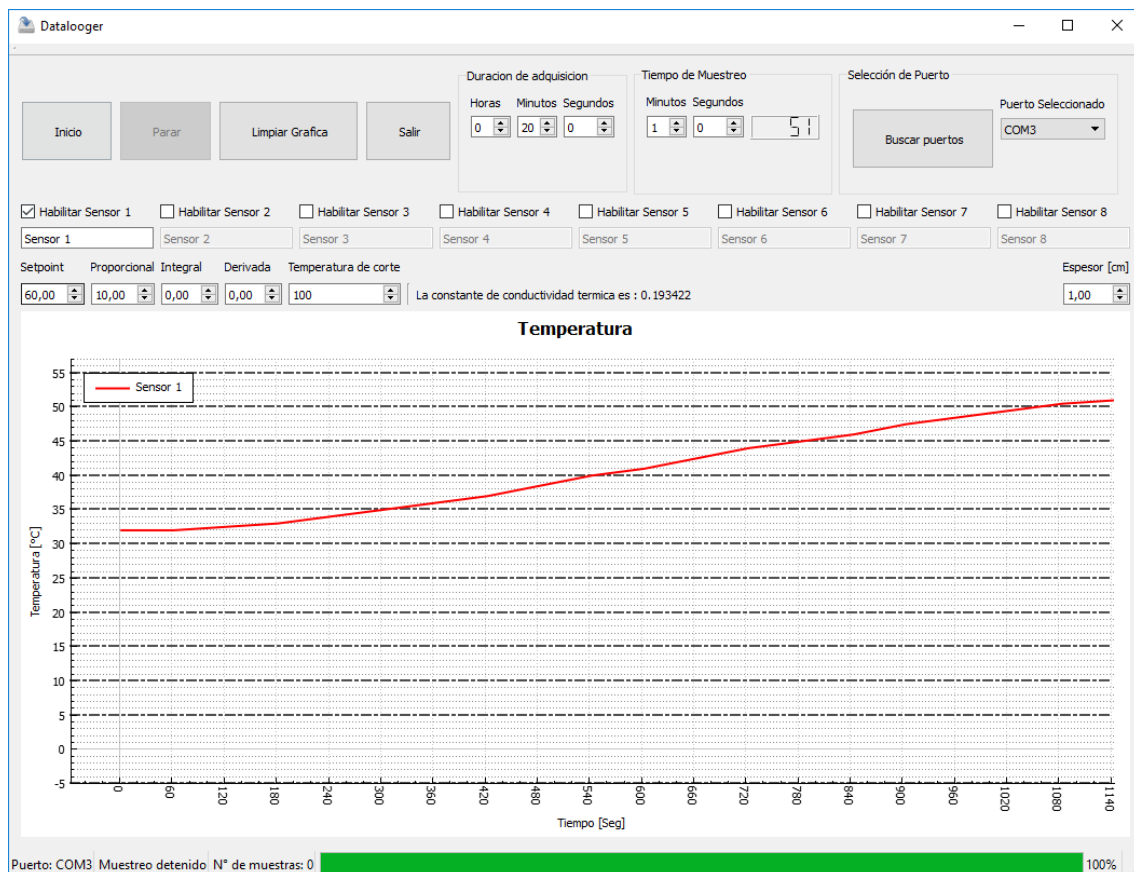 Datalooger
Duracion de adquisicion
Tiempo de Muestreo
Selección de Puerto
Inicio
Parar
Limpiar Grafica
Salir
Horas Minutos Segundos
0 20 0
Minutos Segundos
1 0 51
Buscar puertos
Puerto Seleccionado
COM3
Habilitar Sensor 1 Habilitar Sensor 2 Habilitar Sensor 3 Habilitar Sensor 4 Habilitar Sensor 5 Habilitar Sensor 6 Habilitar Sensor 7 Habilitar Sensor 8
Sensor 1 Sensor 2 Sensor 3 Sensor 4 Sensor 5 Sensor 6 Sensor 7 Sensor 8
Setpoint Proporcional Integral Derivada Temperatura de corte Espesor [cm]
60,00 10,00 0,00 0,00 100 La constante de conductividad termica es : 0.193422 1,00
Temperatura
Sensor 1
55
50
45
40
35
30
25
20
15
10
5
0
-5
Temperatura [°C]
0 60 120 180 240 300 360 420 480 540 600 660 720 780 840 900 960 1020 1080 1140
Tiempo [Seg]
Puerto: COM3 Muestreo detenido N° de muestras: 0 100%